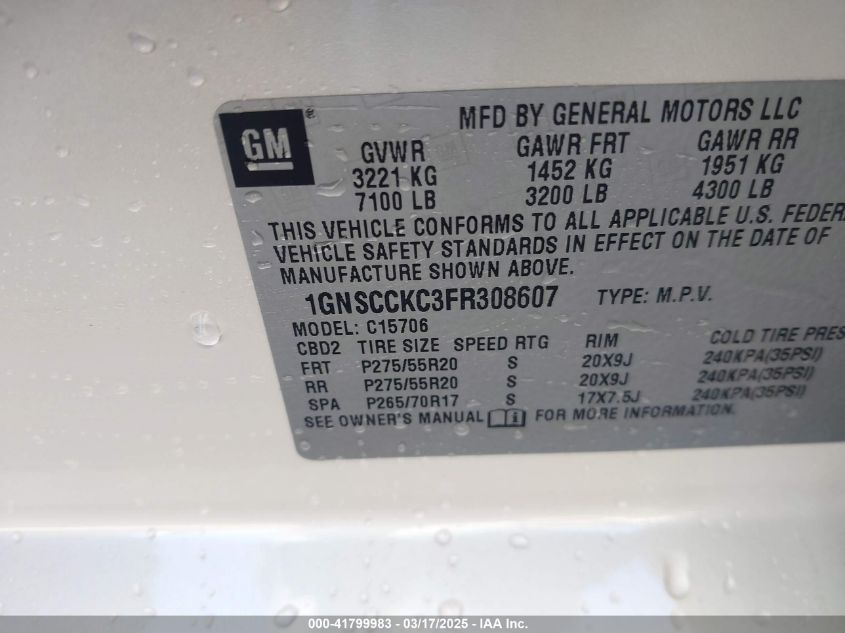 MFD BY GENERAL MOTORS LLC
GM ®
GVWR GAWR FRT GAWR RR
3221 KG 1452 KG 1951 KG
7100 LB 3200 LB 4300 LB
THIS VEHICLE CONFORMS TO ALL APPLICABLE U.S. FEDER
VEHICLE SAFETY STANDARDS IN EFFECT ON THE DATE OF
MANUFACTURE SHOWN ABOVE.
1GNSCCKC3FR308607 TYPE: M.P.V.
MODEL: C15706
CBD2 TIRE SIZE SPEED RTG RIM COLD TIRE PRES
FRT P275/55R20 S 20X9J 240KPA(35PSI)
RR P275/55R20 S 20X9J 240KPA(35PSI)
SPA P265/70R17 S 17X7.5J 240KPA(35PSI)
SEE OWNER'S MANUAL i FOR MORE INFORMATION.
000-41799983 - 03/17/2025 - IAA Inc.